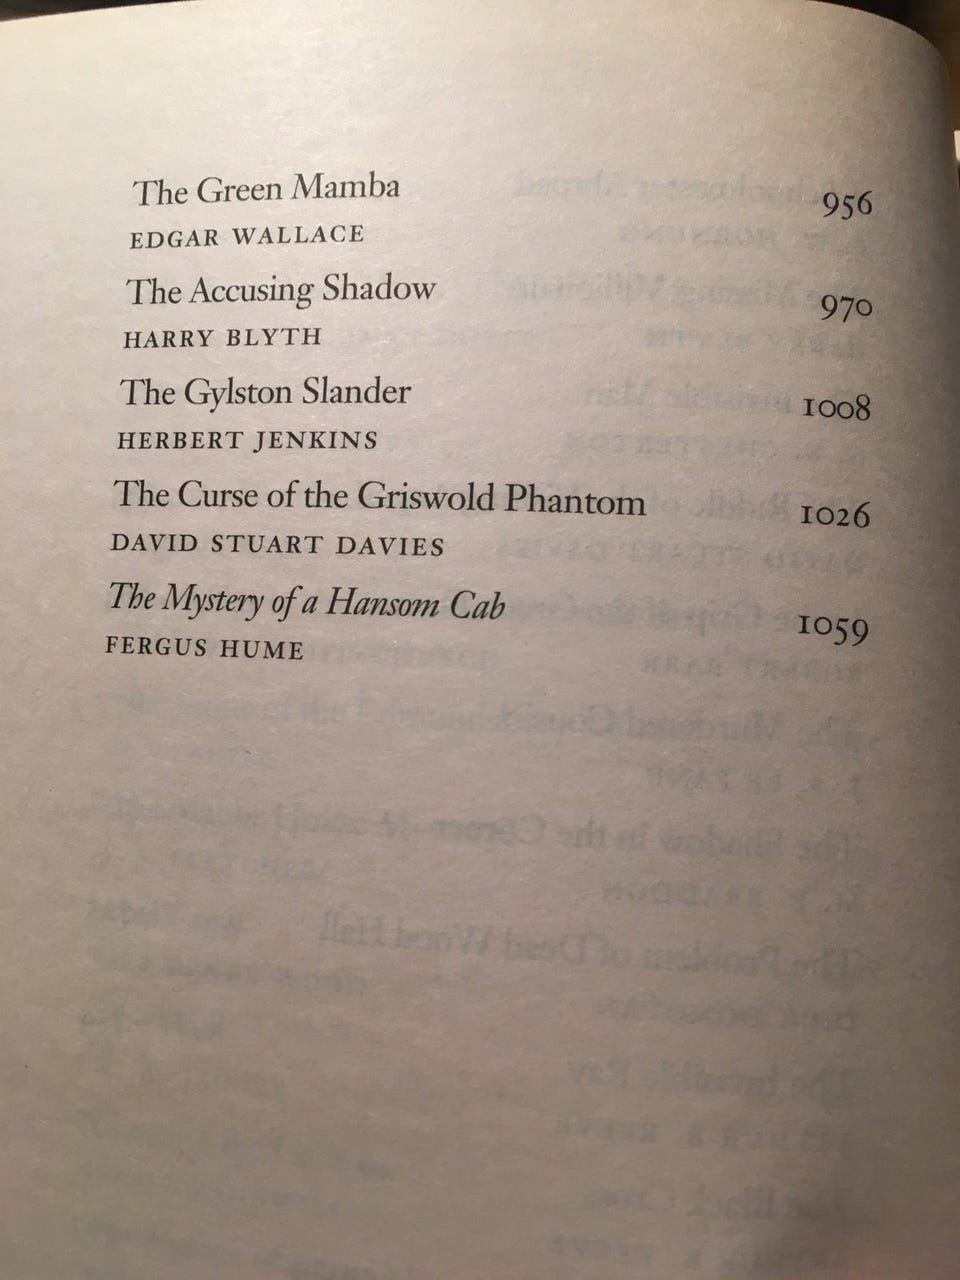 The Green Mamba 956
EDGAR WALLACE
The Accusing Shadow 970
HARRY BLYTH
The Gylston Slander 1008
HERBERT JENKINS
The Curse of the Griswold Phantom 1026
DAVID STUART DAVIES
The Mystery of a Hansom Cab 1059
FERGUS HUME